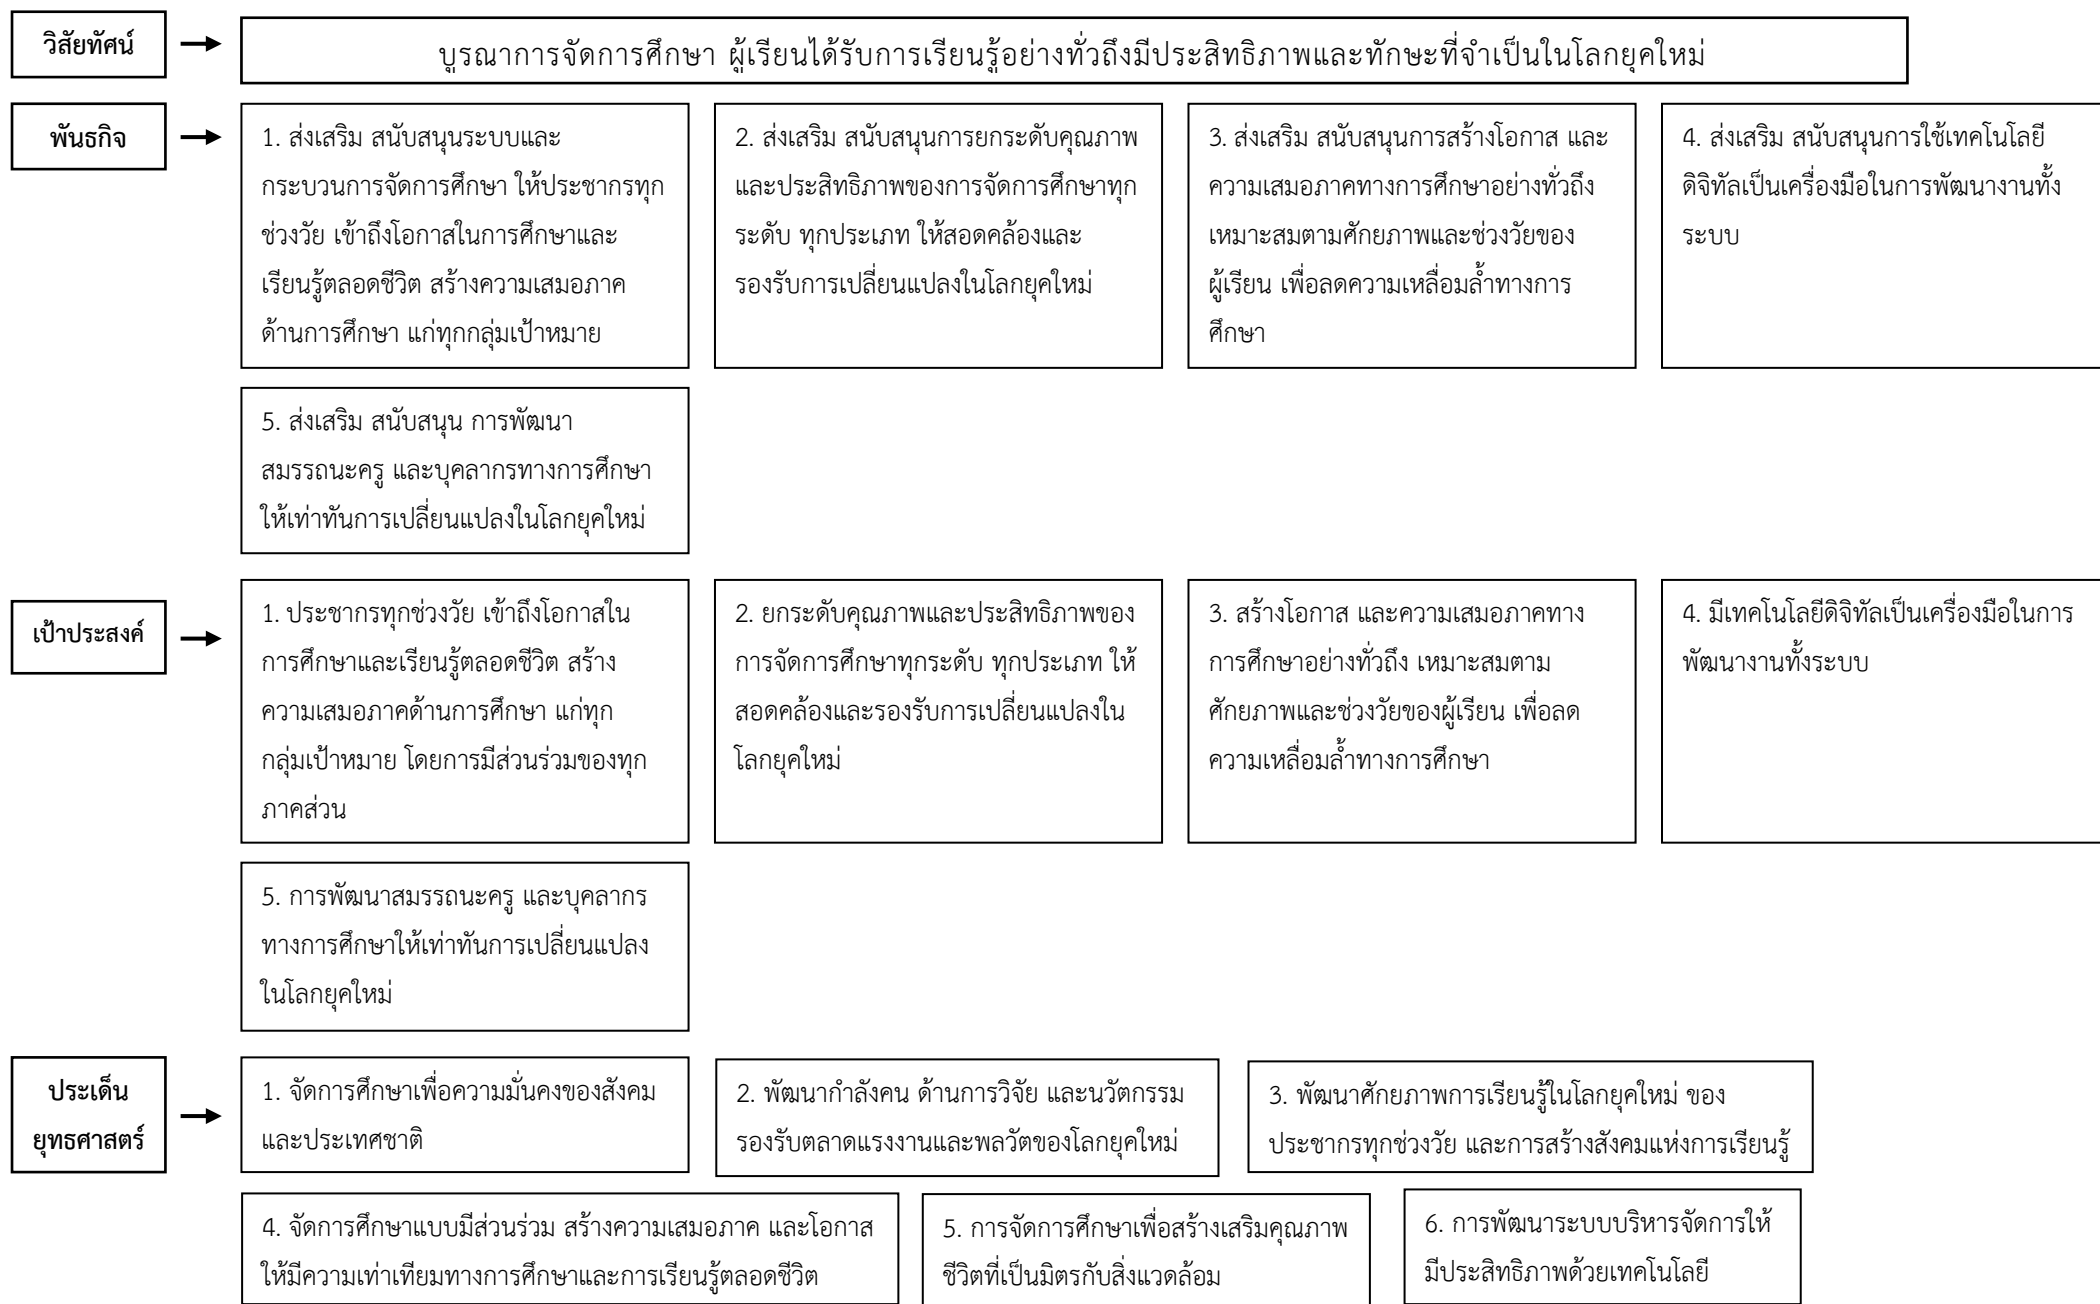 วิสัยทัศน์
บูรณาการจัดการศึกษา ผู้เรียนได้รับการเรียนรู้อย่างทั่วถึงมีประสิทธิภาพและทักษะที่จำเป็นในโลกยุคใหม่
พันธกิจ
1. ส่งเสริม สนับสนุนระบบและ
กระบวนการจัดการศึกษา ให้ประชากรทุก
ช่วงวัย เข้าถึงโอกาสในการศึกษาและ
เรียนรู้ตลอดชีวิต สร้างความเสมอภาค
ด้านการศึกษา แก่ทุกกลุ่มเป้าหมาย
2. ส่งเสริม สนับสนุนการยกระดับคุณภาพ
และประสิทธิภาพของการจัดการศึกษาทุก
ระดับ ทุกประเภท ให้สอดคล้องและ
รองรับการเปลี่ยนแปลงในโลกยุคใหม่
3. ส่งเสริม สนับสนุนการสร้างโอกาส และ
ความเสมอภาคทางการศึกษาอย่างทั่วถึง
เหมาะสมตามศักยภาพและช่วงวัยของ
ผู้เรียน เพื่อลดความเหลื่อมล้ำทางการ
ศึกษา
4. ส่งเสริม สนับสนุนการใช้เทคโนโลยี
ดิจิทัลเป็นเครื่องมือในการพัฒนางานทั้ง
ระบบ
5. ส่งเสริม สนับสนุน การพัฒนา
สมรรถนะครู และบุคลากรทางการศึกษา
ให้เท่าทันการเปลี่ยนแปลงในโลกยุคใหม่
เป้าประสงค์
1. ประชากรทุกช่วงวัย เข้าถึงโอกาสใน
การศึกษาและเรียนรู้ตลอดชีวิต สร้าง
ความเสมอภาคด้านการศึกษา แก่ทุก
กลุ่มเป้าหมาย โดยการมีส่วนร่วมของทุก
ภาคส่วน
2. ยกระดับคุณภาพและประสิทธิภาพของ
การจัดการศึกษาทุกระดับ ทุกประเภท ให้
สอดคล้องและรองรับการเปลี่ยนแปลงใน
โลกยุคใหม่
3. สร้างโอกาส และความเสมอภาคทาง
การศึกษาอย่างทั่วถึง เหมาะสมตาม
ศักยภาพและช่วงวัยของผู้เรียน เพื่อลด
ความเหลื่อมล้ำทางการศึกษา
4. มีเทคโนโลยีดิจิทัลเป็นเครื่องมือในการ
พัฒนางานทั้งระบบ
5. การพัฒนาสมรรถนะครู และบุคลากร
ทางการศึกษาให้เท่าทันการเปลี่ยนแปลง
ในโลกยุคใหม่
ประเด็น
ยุทธศาสตร์
1. จัดการศึกษาเพื่อความมั่นคงของสังคม
และประเทศชาติ
2. พัฒนากำลังคน ด้านการวิจัย และนวัตกรรม
รองรับตลาดแรงงานและพลวัตของโลกยุคใหม่
3. พัฒนาศักยภาพการเรียนรู้ในโลกยุคใหม่ ของ
ประชากรทุกช่วงวัย และการสร้างสังคมแห่งการเรียนรู้
4. จัดการศึกษาแบบมีส่วนร่วม สร้างความเสมอภาค และโอกาส
ให้มีความเท่าเทียมทางการศึกษาและการเรียนรู้ตลอดชีวิต
5. การจัดการศึกษาเพื่อสร้างเสริมคุณภาพ
ชีวิตที่เป็นมิตรกับสิ่งแวดล้อม
6. การพัฒนาระบบบริหารจัดการให้
มีประสิทธิภาพด้วยเทคโนโลยี